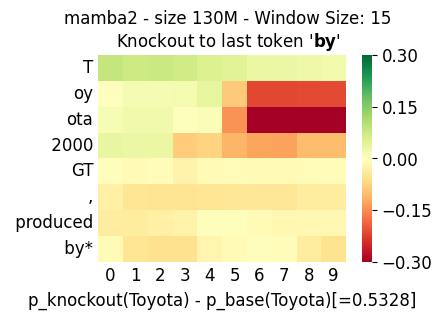 mamba2 - size 130M - Window Size: 15
Knockout to last token 'by'
T
oy
ota
2000
GT
,
produced
by*
0 1 2 3 4 5 6 7 8 9
0.30
0.15
0.00
−0.15
−0.30
p_knockout(Toyota) - p_base(Toyota)[=0.5328]